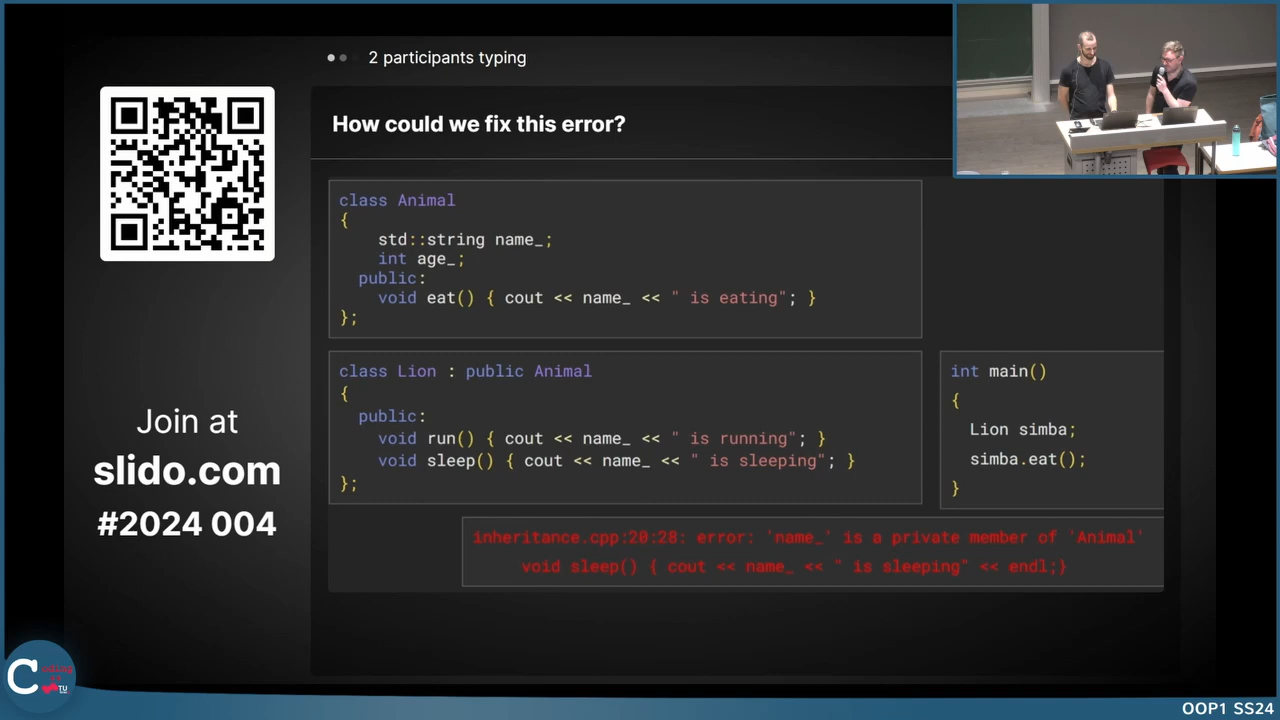 2 participants typing
How could we fix this error?
class Animal
{
    std::string name_;
    int age_;
  public:
    void eat() { cout << name_ << " is eating"; }
};
class Lion : public Animal
{
  public:
    void run() { cout << name_ << " is running"; }
    void sleep() { cout << name_ << " is sleeping"; }
};
int main()
{
  Lion simba;
  simba.eat();
}
inheritance.cpp:20:28: error: 'name_' is a private member of 'Animal'
void sleep() { cout << name_ << " is sleeping" << endl;}
Join at
slido.com
#2024 004
C
TU
OOP1 SS24